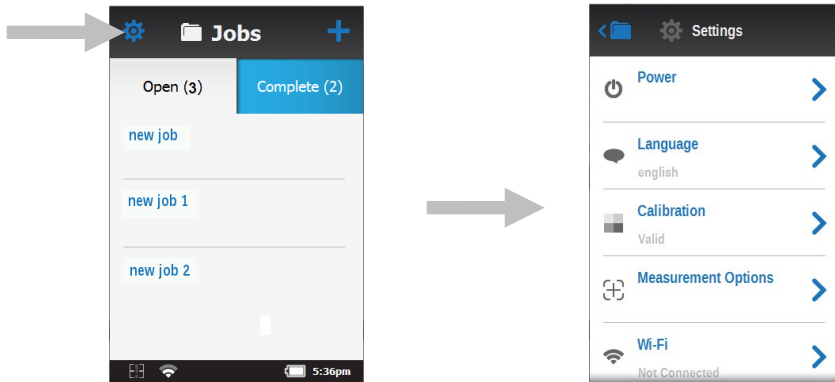 Jobs
Open (3)
Complete (2)
new job
new job 1
new job 2
5:36pm
Settings
Power
Language
english
Calibration
Valid
Measurement Options
Wi-Fi
Not Connected